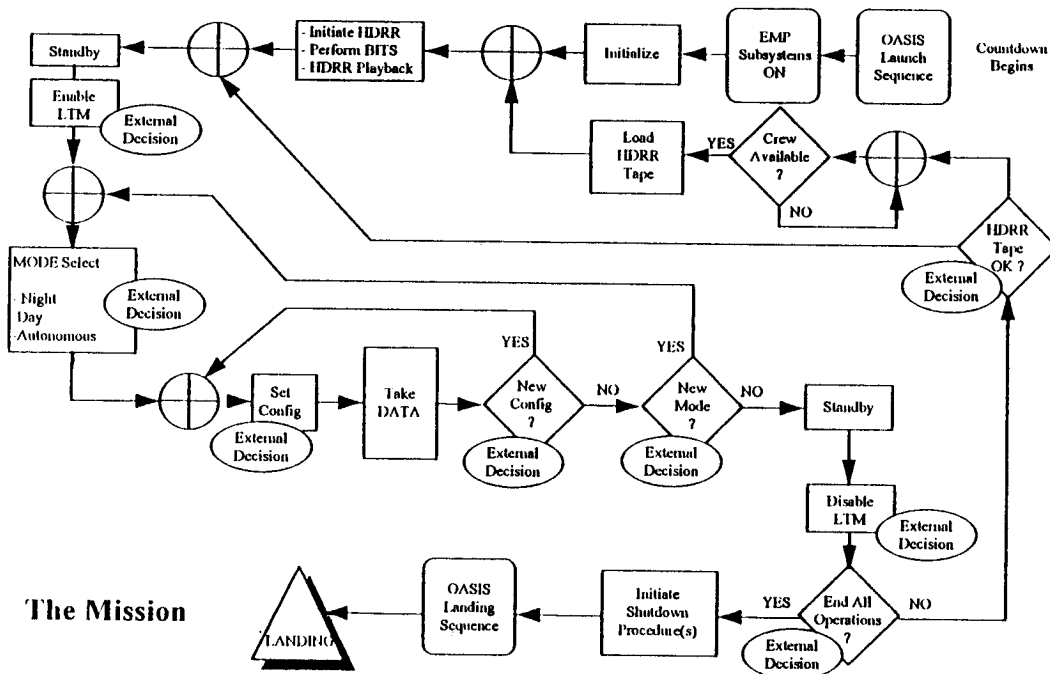 Standby
Enable
LTM
External
Decision
- Initiate HDRR
- Perform BITS
- HDRR Playback
Initialize
EMP
Subsystems
ON
OASIS
Launch
Sequence
Countdown
Begins
Load
HDRR
Tape
YES
Crew
Available
?
NO
HDRR
Tape
OK ?
External
Decision
MODE Select
- Night
Day
- Autonomous
External
Decision
Set
Config
External
Decision
Take
DATA
YES
New
Config
?
NO
External
Decision
YES
New
Mode
?
NO
External
Decision
Standby
Disable
LTM
External
Decision
The Mission
LANDING
OASIS
Landing
Sequence
Initiate
Shutdown
Procedure(s)
YES
End All
Operations
?
NO
External
Decision